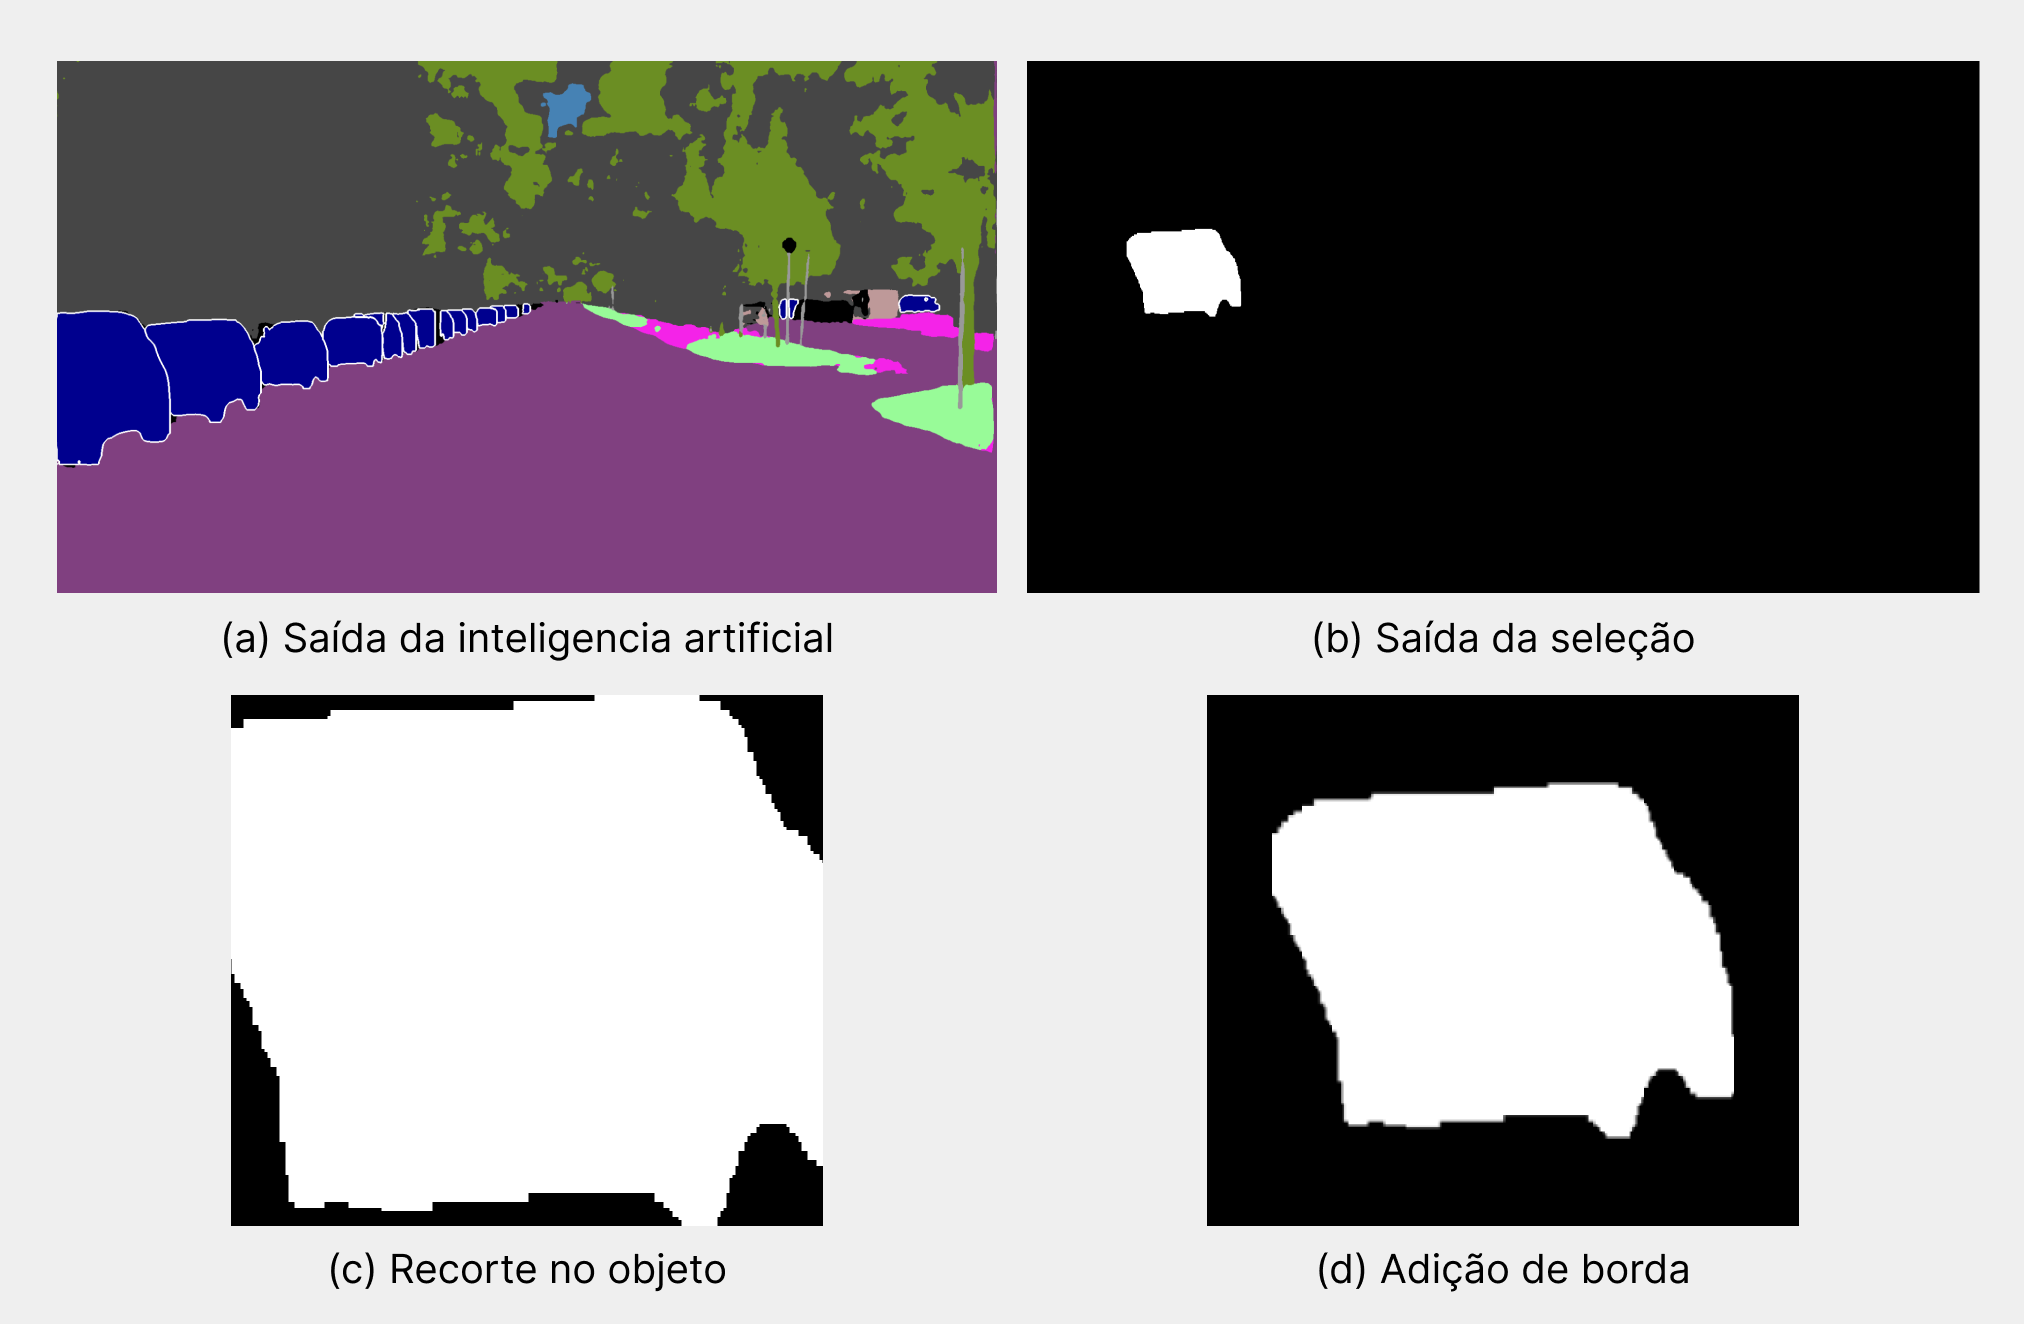 (a) Saída da inteligencia artificial
(b) Saída da seleção
(c) Recorte no objeto
(d) Adição de borda